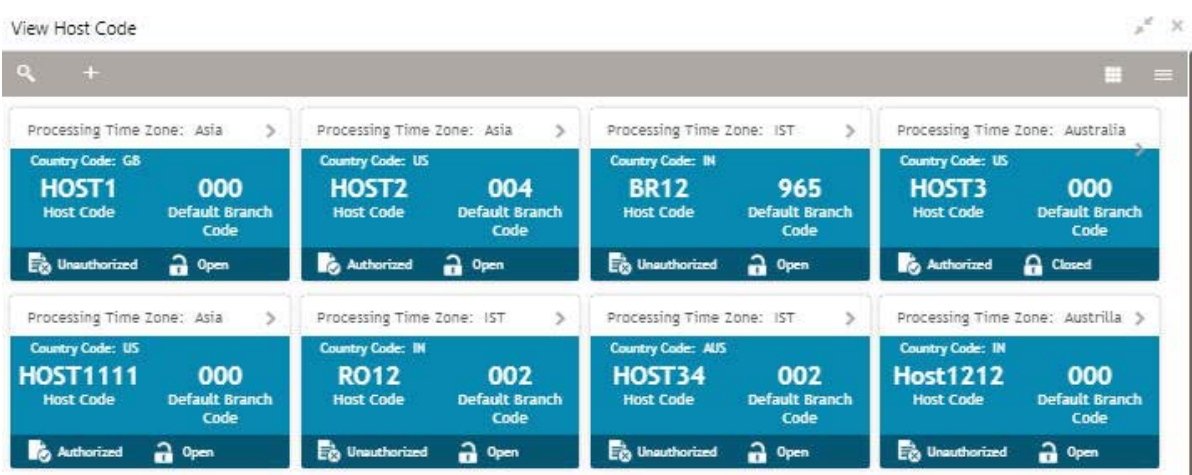 View Host Code
Processing Time Zone: Asia
Country Code: GB
HOST1 000
Host Code Default Branch
Code
Unauthorized Open
Processing Time Zone: Asia
Country Code: US
HOST2 004
Host Code Default Branch
Code
Authorized Open
Processing Time Zone: IST
Country Code: IN
BR12 965
Host Code Default Branch
Code
Unauthorized Open
Processing Time Zone: Australia
Country Code: US
HOST3 000
Host Code Default Branch
Code
Authorized Closed
Processing Time Zone: Asia
Country Code: US
HOST1111 000
Host Code Default Branch
Code
Authorized Open
Processing Time Zone: IST
Country Code: IN
RO12 002
Host Code Default Branch
Code
Unauthorized Open
Processing Time Zone: IST
Country Code: AUS
HOST34 002
Host Code Default Branch
Code
Unauthorized Open
Processing Time Zone: Austrilla
Country Code: IN
Host1212 000
Host Code Default Branch
Code
Unauthorized Open